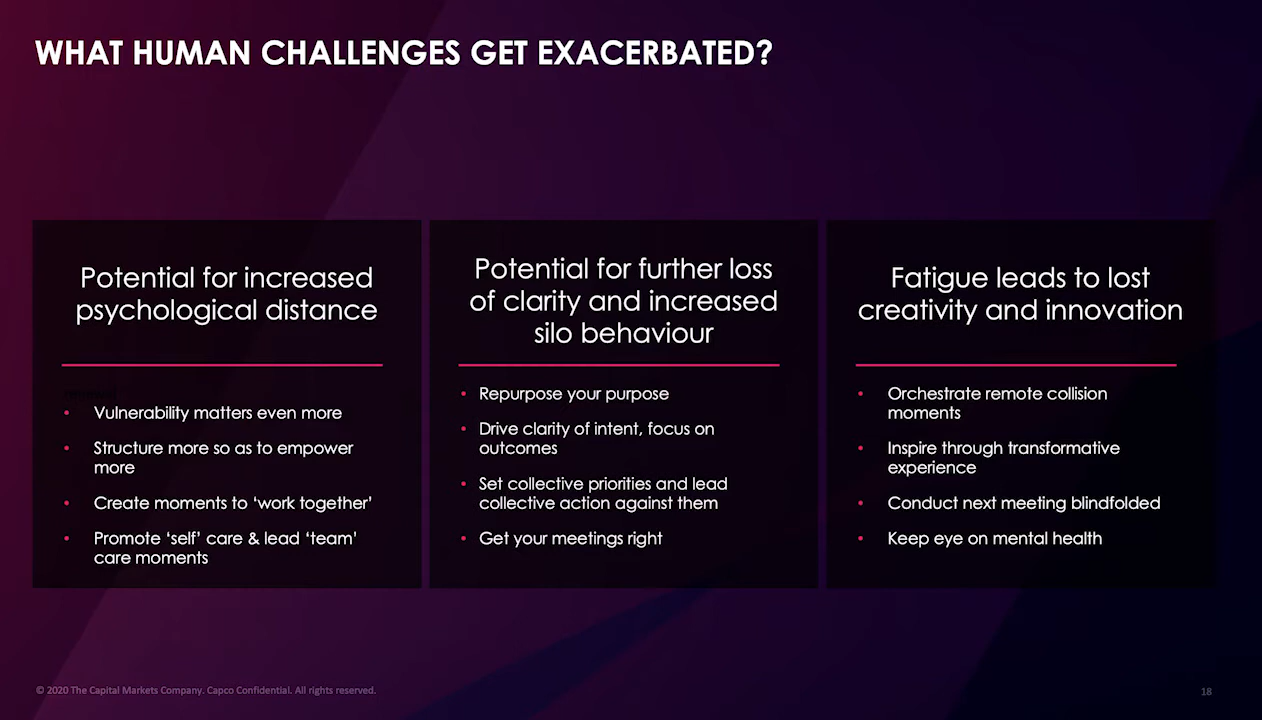 WHAT HUMAN CHALLENGES GET EXACERBATED?
Potential for increased
psychological distance
• Vulnerability matters even more
• Structure more so as to empower
more
• Create moments to ‘work together’
• Promote ‘self’ care & lead ‘team’
care moments
Potential for further loss
of clarity and increased
silo behaviour
• Repurpose your purpose
• Drive clarity of intent, focus on
outcomes
• Set collective priorities and lead
collective action against them
• Get your meetings right
Fatigue leads to lost
creativity and innovation
• Orchestrate remote collision
moments
• Inspire through transformative
experience
• Conduct next meeting blindfolded
• Keep eye on mental health
© 2020 The Capital Markets Company. Capco Confidential. All rights reserved.
18